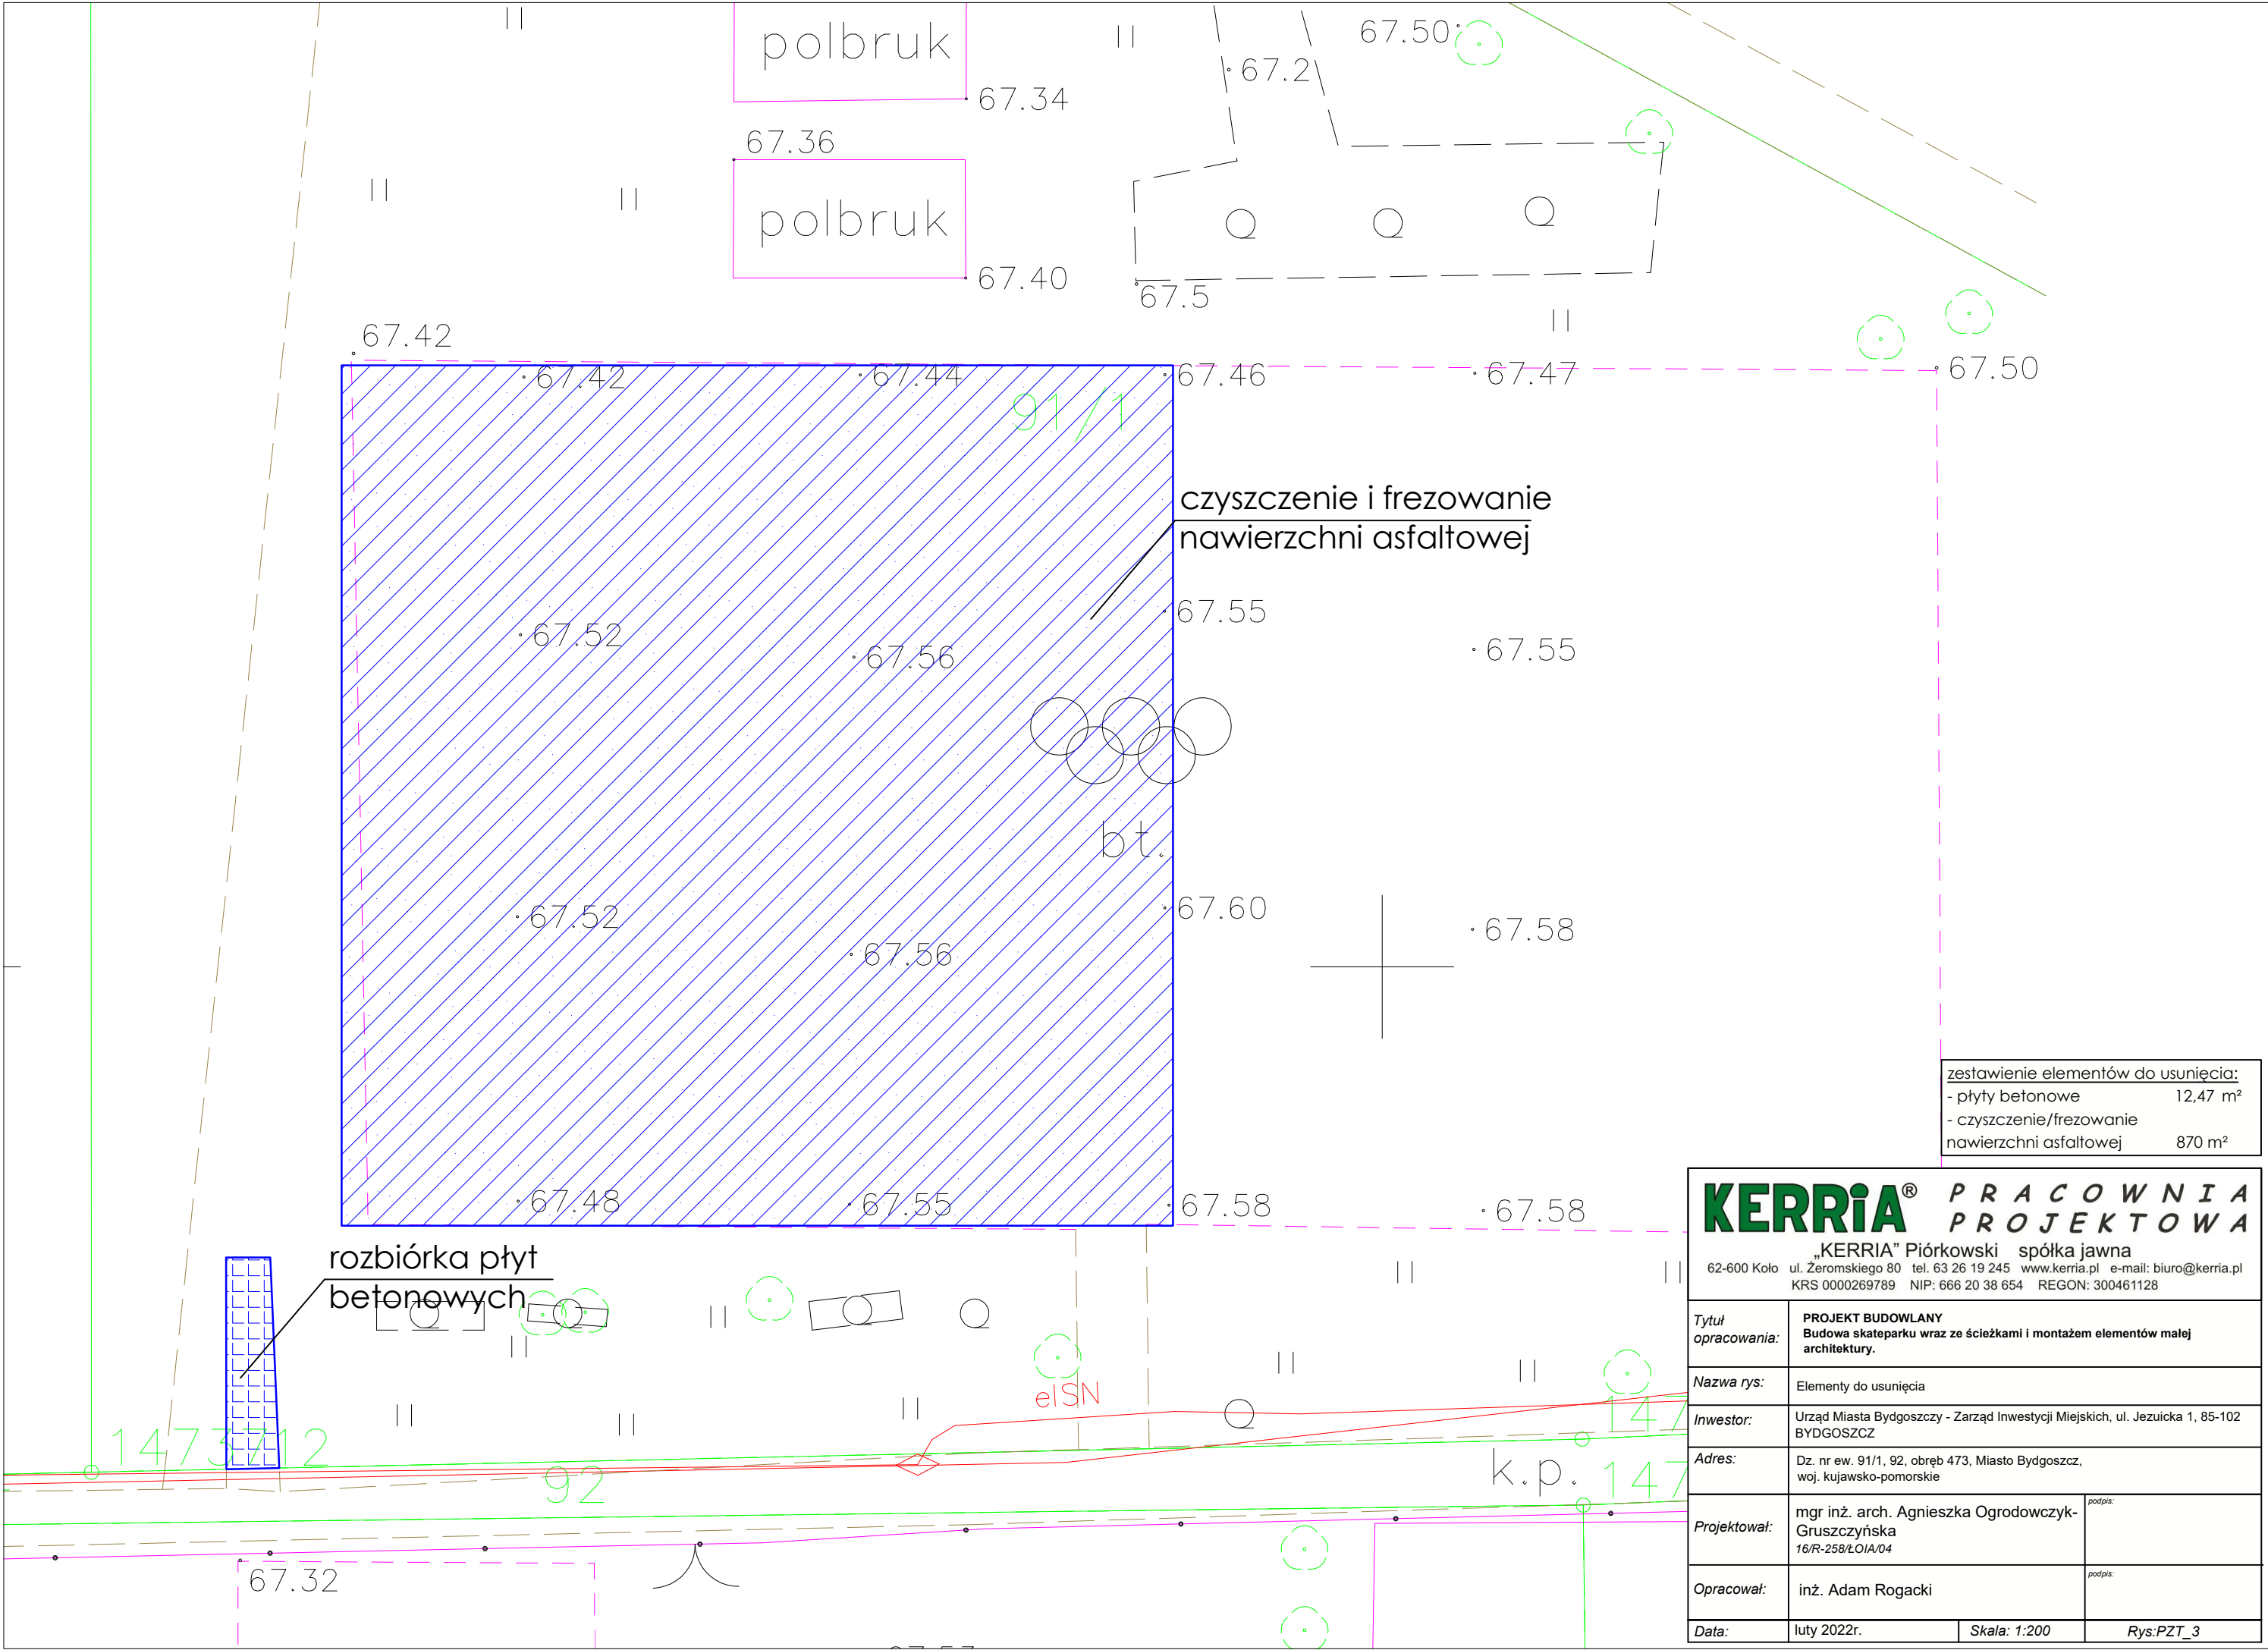 polbruk
67.34
67.2
67.50
67.36
polbruk
67.40
67.5
67.42
67.42
67.44
67.46
67.47
67.50
91/1
czyszczenie i frezowanie
nawierzchni asfaltowej
67.52
67.56
67.55
67.55
bt.
67.52
67.56
67.60
67.58
67.48
67.55
67.58
67.58
rozbiórka płyt
betonowych
eISN
1473712
92
k.p.
147
147
67.32
zestawienie elementów do usunięcia:
- płyty betonowe 12,47 m²
- czyszczenie/frezowanie
nawierzchni asfaltowej 870 m²
KERRiA® PRACOWNIA
PROJEKTOWA
„KERRIA” Piórkowski spółka jawna
62-600 Koło ul. Żeromskiego 80 tel. 63 26 19 245 www.kerria.pl e-mail: biuro@kerria.pl
KRS 0000269789 NIP: 666 20 38 654 REGON: 300461128
Tytuł
opracowania:
PROJEKT BUDOWLANY
Budowa skateparku wraz ze ścieżkami i montażem elementów małej
architektury.
Nazwa rys: Elementy do usunięcia
Inwestor: Urząd Miasta Bydgoszczy - Zarząd Inwestycji Miejskich, ul. Jezuicka 1, 85-102
BYDGOSZCZ
Adres: Dz. nr ew. 91/1, 92, obręb 473, Miasto Bydgoszcz,
woj. kujawsko-pomorskie
Projektował: mgr inż. arch. Agnieszka Ogrodowczyk-
Gruszczyńska
16/R-258/ŁOIA/04
podpis:
Opracował: inż. Adam Rogacki
podpis:
Data: luty 2022r. Skala: 1:200 Rys:PZT_3